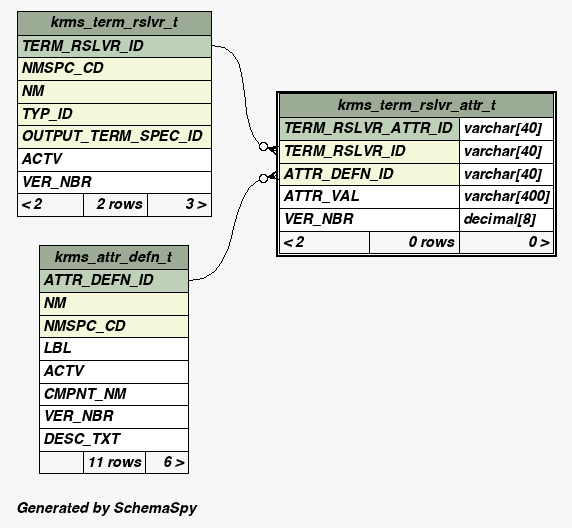 krms_term_rslvr_t
TERM_RSLVR_ID
NMSPC_CD
NM
TYP_ID
OUTPUT_TERM_SPEC_ID
ACTV
VER_NBR
< 2 2 rows 3 >
krms_term_rslvr_attr_t
TERM_RSLVR_ATTR_ID varchar[40]
TERM_RSLVR_ID varchar[40]
ATTR_DEFN_ID varchar[40]
ATTR_VAL varchar[400]
VER_NBR decimal[8]
< 2 0 rows 0 >
krms_attr_defn_t
ATTR_DEFN_ID
NM
NMSPC_CD
LBL
ACTV
CMPNT_NM
VER_NBR
DESC_TXT
11 rows 6 >
Generated by SchemaSpy